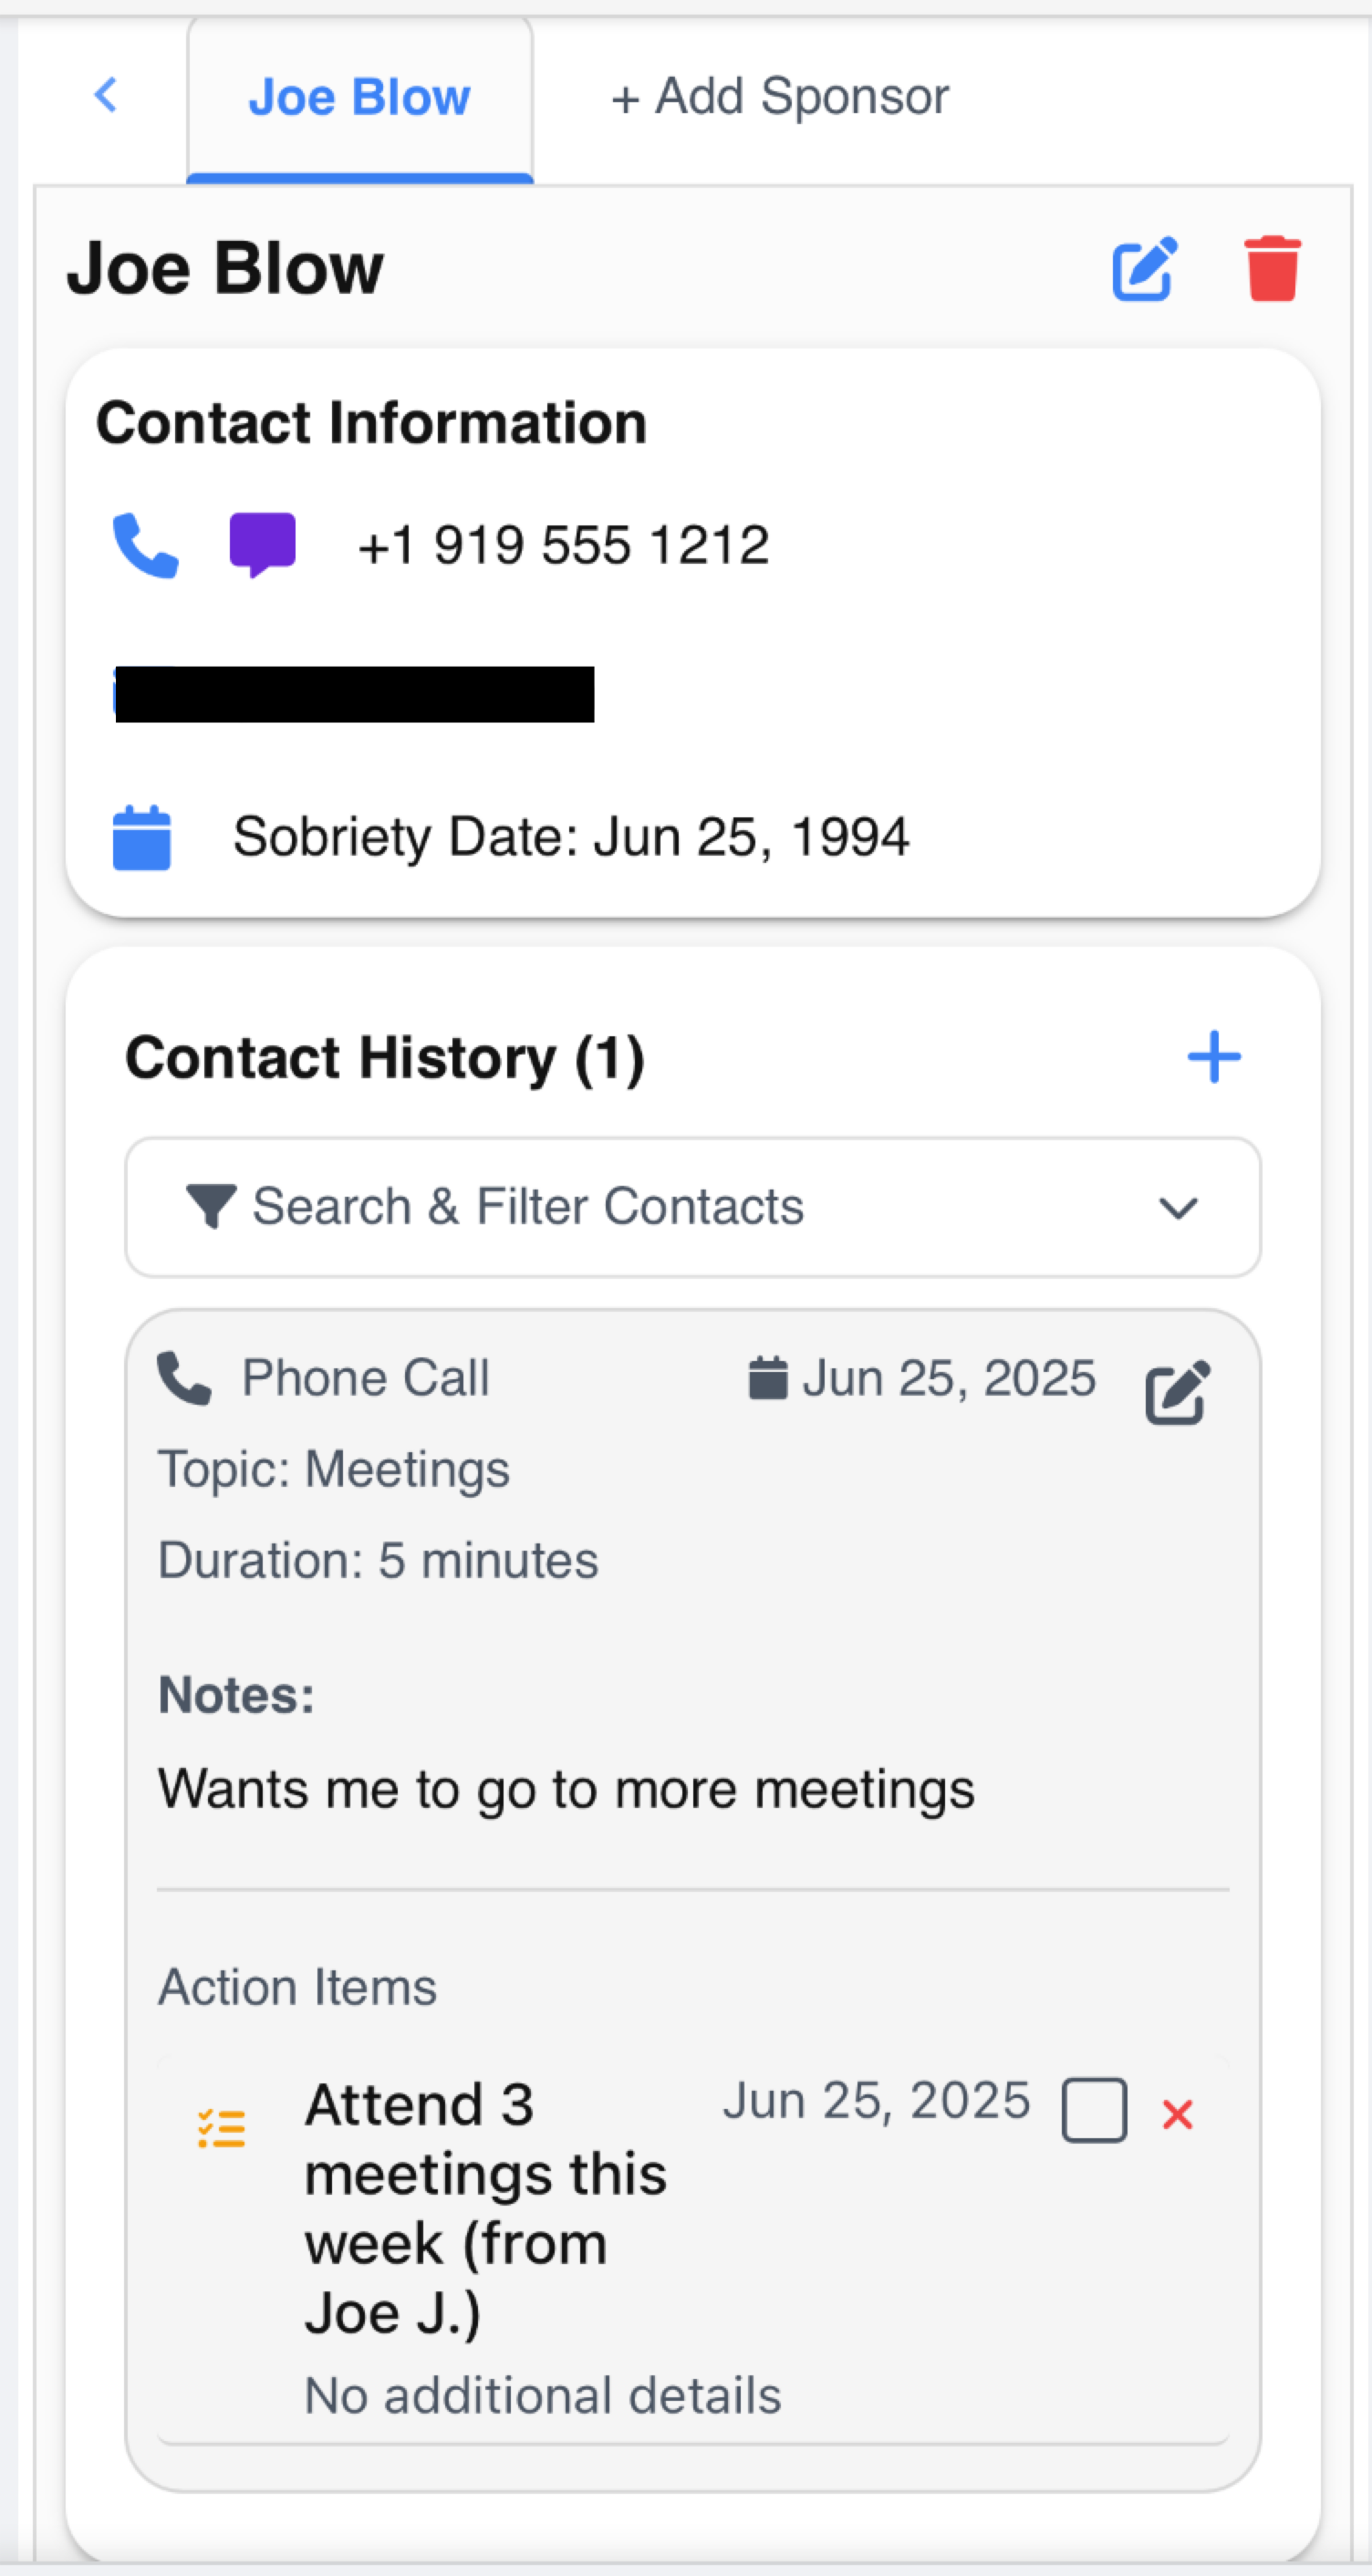 Joe Blow
+ Add Sponsor
Joe Blow
Contact Information
+1 919 555 1212
Sobriety Date: Jun 25, 1994
Contact History (1)
Search & Filter Contacts
Phone Call
Jun 25, 2025
Topic: Meetings
Duration: 5 minutes
Notes:
Wants me to go to more meetings
Action Items
Attend 3
Jun 25, 2025
meetings this
week (from
Joe J.)
No additional details